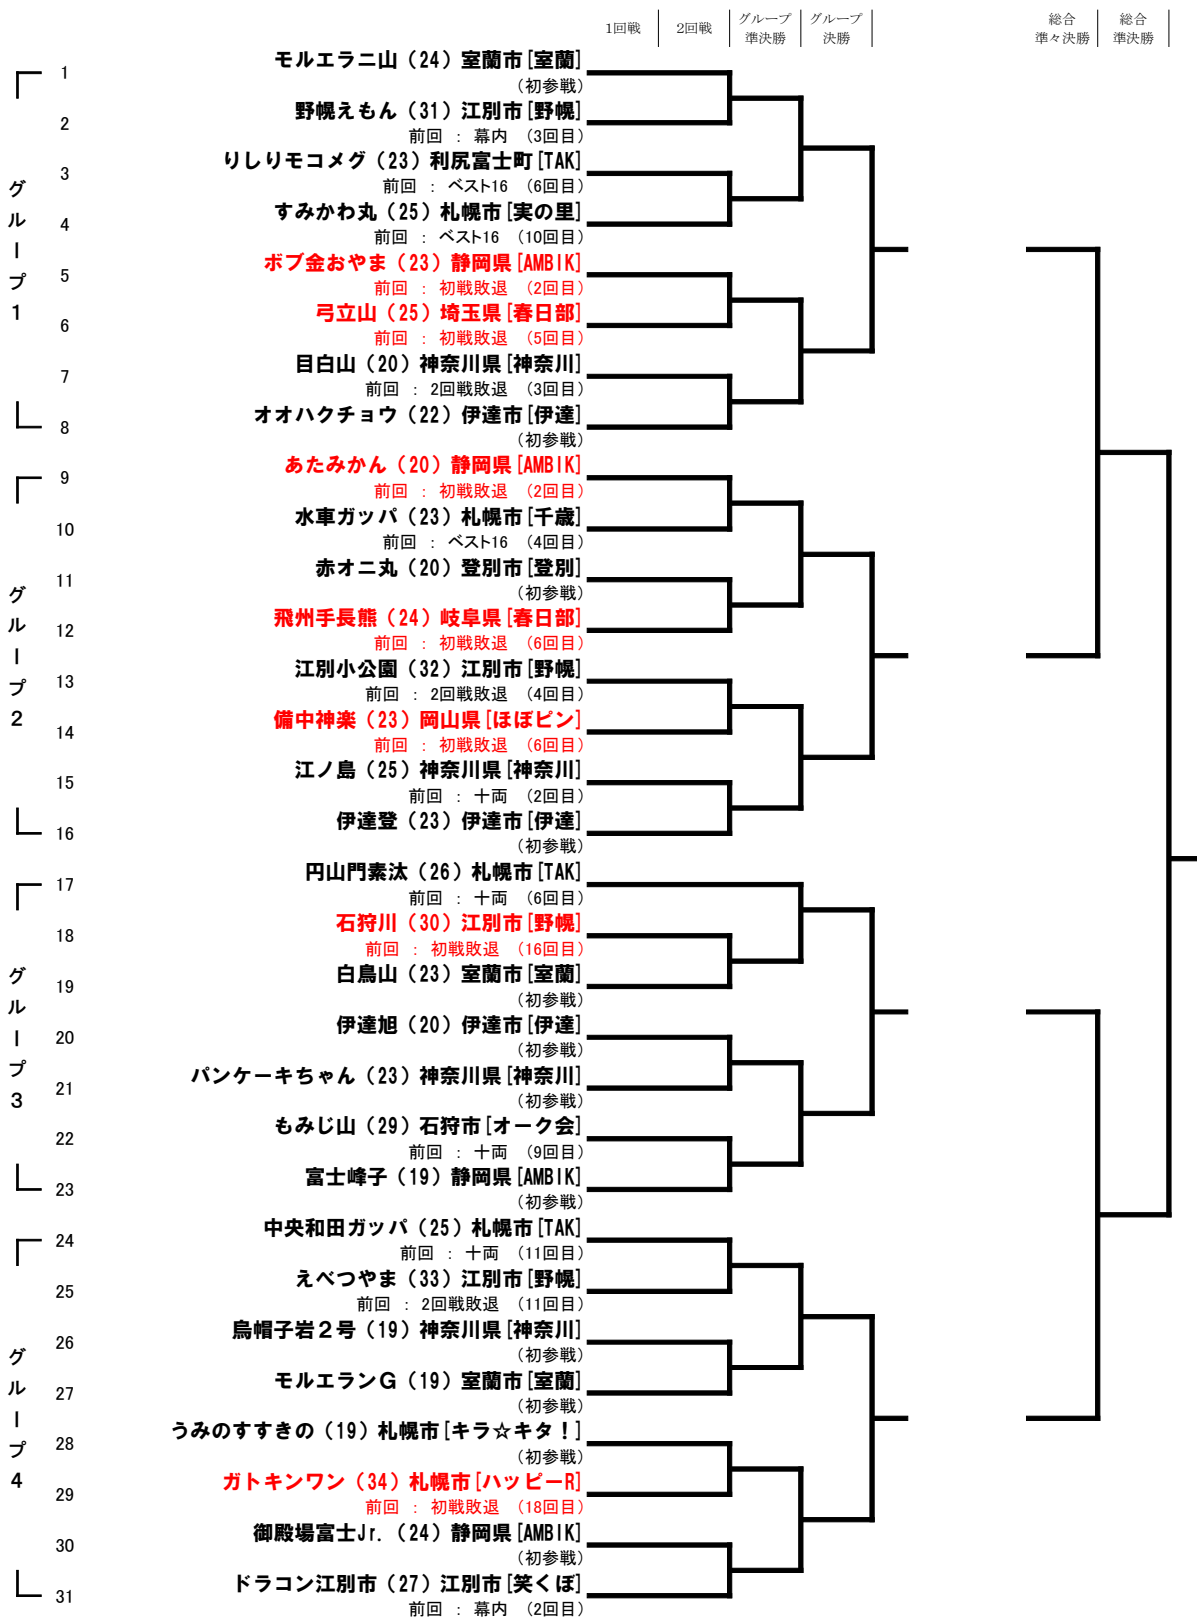 1回戦
2回戦
グループ
準決勝
グループ
決勝
総合
準々決勝
総合
準決勝
グループ1
1
モルエラニ山（24）室蘭市[室蘭]
（初参戦）
2
野幌えもん（31）江別市[野幌]
前回 ： 幕内 （3回目）
3
りしりモコメグ（23）利尻富士町[TAK]
前回 ： ベスト16 （6回目）
4
すみかわ丸（25）札幌市[実の里]
前回 ： ベスト16 （10回目）
5
ボブ金おやま（23）静岡県[AMBIK]
前回 ： 初戦敗退 （2回目）
6
弓立山（25）埼玉県[春日部]
前回 ： 初戦敗退 （5回目）
7
目白山（20）神奈川県[神奈川]
前回 ： 2回戦敗退 （3回目）
8
オオハクチョウ（22）伊達市[伊達]
（初参戦）
グループ2
9
あたみかん（20）静岡県[AMBIK]
前回 ： 初戦敗退 （2回目）
10
水車ガッパ（23）札幌市[千歳]
前回 ： ベスト16 （4回目）
11
赤オニ丸（20）登別市[登別]
（初参戦）
12
飛州手長熊（24）岐阜県[春日部]
前回 ： 初戦敗退 （6回目）
13
江別小公園（32）江別市[野幌]
前回 ： 2回戦敗退 （4回目）
14
備中神楽（23）岡山県[ほぼピン]
前回 ： 初戦敗退 （6回目）
15
江ノ島（25）神奈川県[神奈川]
前回 ： 十両 （2回目）
16
伊達登（23）伊達市[伊達]
（初参戦）
グループ3
17
円山門素汰（26）札幌市[TAK]
前回 ： 十両 （6回目）
18
石狩川（30）江別市[野幌]
前回 ： 初戦敗退 （16回目）
19
白鳥山（23）室蘭市[室蘭]
（初参戦）
20
伊達旭（20）伊達市[伊達]
（初参戦）
21
パンケーキちゃん（23）神奈川県[神奈川]
（初参戦）
22
もみじ山（29）石狩市[オーク会]
前回 ： 十両 （9回目）
23
富士峰子（19）静岡県[AMBIK]
（初参戦）
グループ4
24
中央和田ガッパ（25）札幌市[TAK]
前回 ： 十両 （11回目）
25
えべつやま（33）江別市[野幌]
前回 ： 2回戦敗退 （11回目）
26
烏帽子岩２号（19）神奈川県[神奈川]
（初参戦）
27
モルエランＧ（19）室蘭市[室蘭]
（初参戦）
28
うみのすすきの（19）札幌市[キラ☆キタ！]
（初参戦）
29
ガトキンワン（34）札幌市[ハッピーR]
前回 ： 初戦敗退 （18回目）
30
御殿場富士Jr.（24）静岡県[AMBIK]
（初参戦）
31
ドラコン江別市（27）江別市[笑くぼ]
前回 ： 幕内 （2回目）